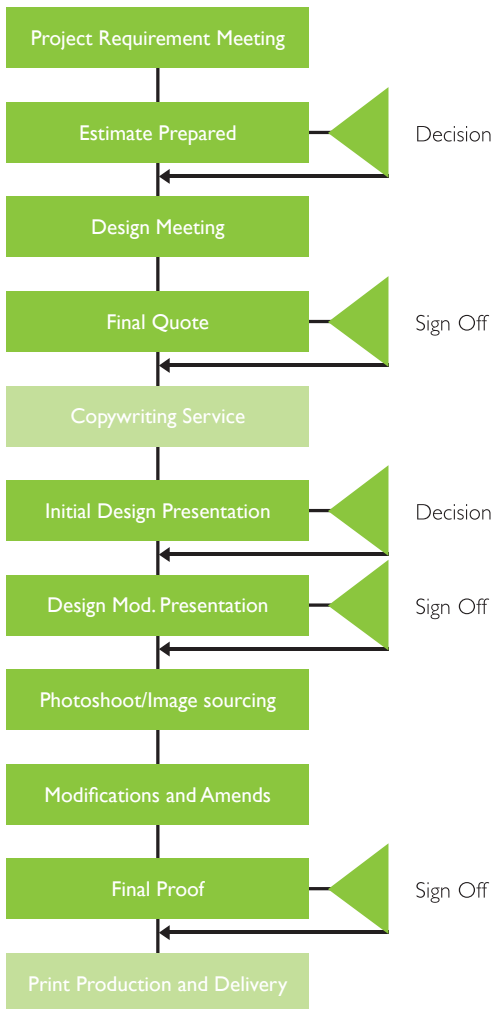 Project Requirement Meeting
Estimate Prepared
Decision
Design Meeting
Final Quote
Sign Off
Copywriting Service
Initial Design Presentation
Decision
Design Mod. Presentation
Sign Off
Photoshoot/Image sourcing
Modifications and Amends
Final Proof
Sign Off
Print Production and Delivery